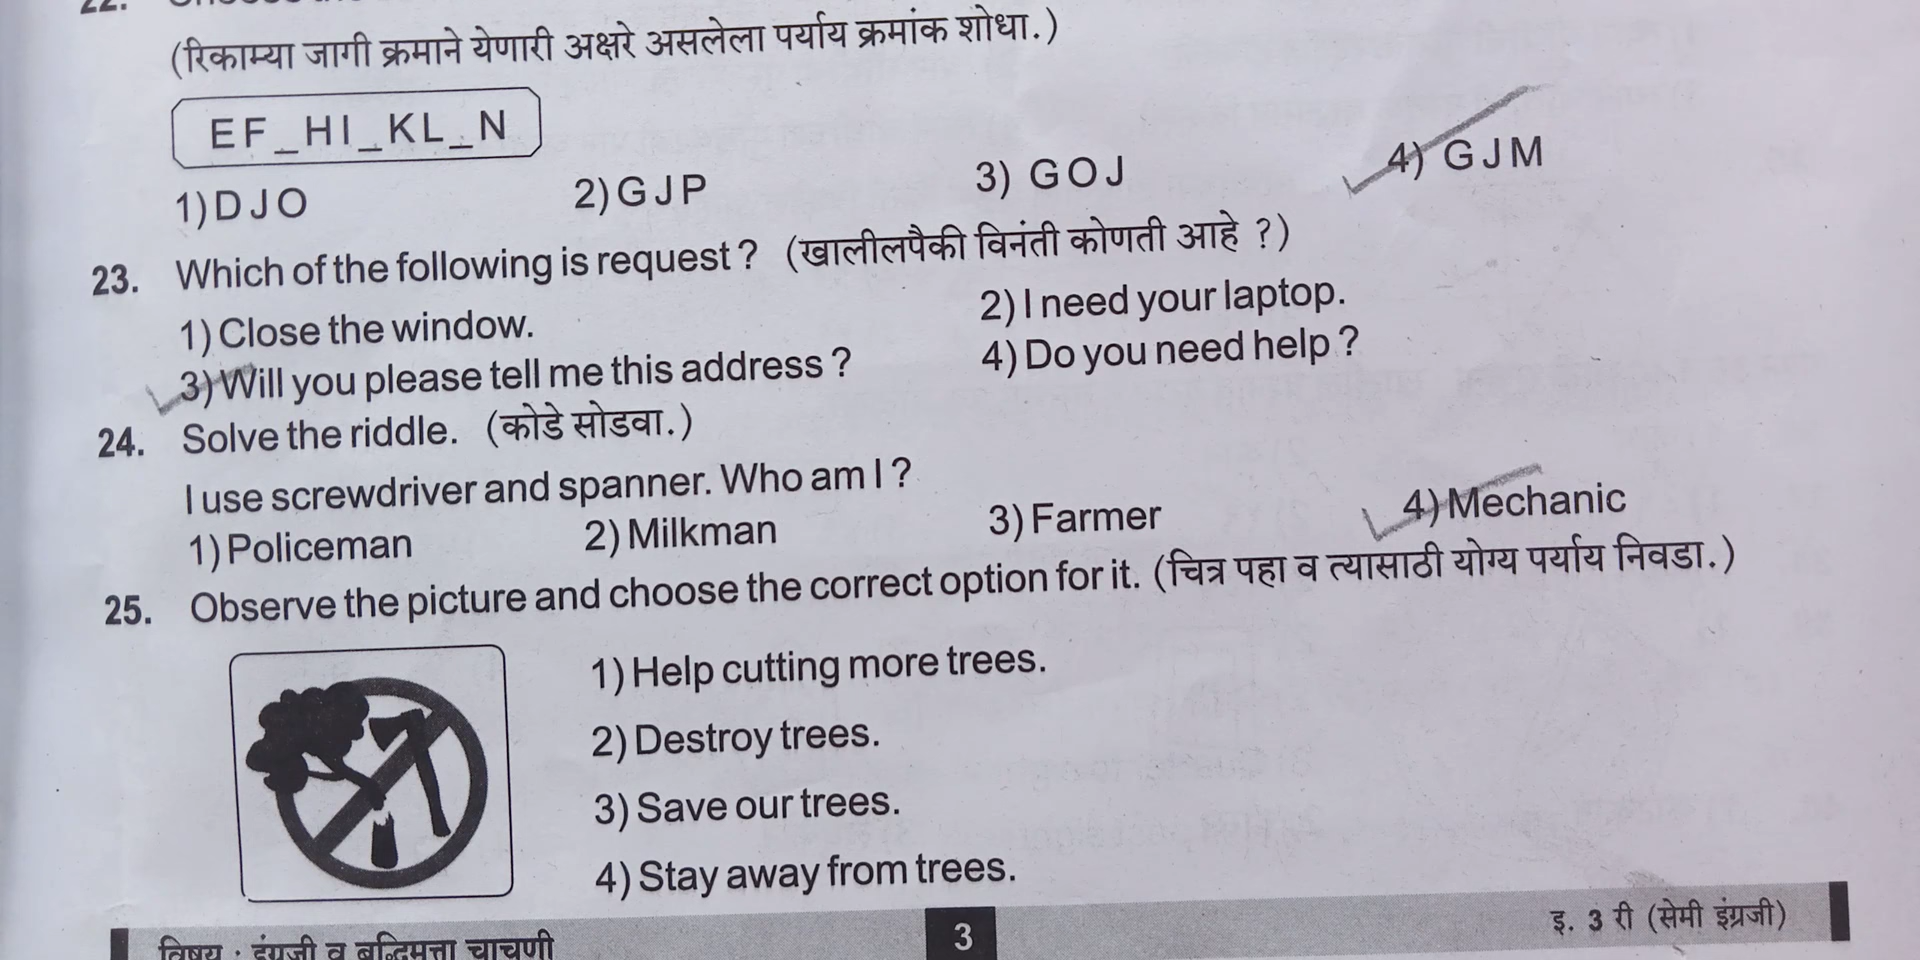 22.
(रिकाम्या जागी क्रमाने येणारी अक्षरे असलेला पर्याय क्रमांक शोधा.)
EF_HI_KL_N
1) D J O 2) G J P 3) G O J 4) G J M
23. Which of the following is request ? (खालीलपैकी विनंती कोणती आहे ?)
1) Close the window. 2) I need your laptop.
3) Will you please tell me this address ? 4) Do you need help ?
24. Solve the riddle. (कोडे सोडवा.)
I use screwdriver and spanner. Who am I ?
1) Policeman 2) Milkman 3) Farmer 4) Mechanic
25. Observe the picture and choose the correct option for it. (चित्र पहा व त्यासाठी योग्य पर्याय निवडा.)
1) Help cutting more trees.
2) Destroy trees.
3) Save our trees.
4) Stay away from trees.
विषय : इंग्रजी व बुद्धिमत्ता चाचणी 3 इ. 3 री (सेमी इंग्रजी)